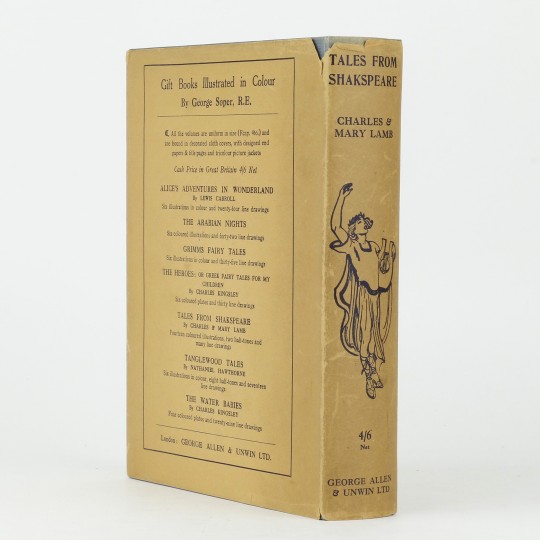 Gift Books Illustrated in Colour
By George Soper, R.E.
All the volumes are uniform in size (Fcap. 4to.) and
are bound in decorated cloth covers, with designed end
papers & title pages and tricolour picture jackets
Cash Price in Great Britain 4/6 Net
ALICE'S ADVENTURES IN WONDERLAND
By LEWIS CARROLL
Six illustrations in colour and twenty-four line drawings
THE ARABIAN NIGHTS
Six coloured illustrations and forty-two line drawings
GRIMMS FAIRY TALES
Six illustrations in colour and thirty-five line drawings
THE HEROES: OR GREEK FAIRY TALES FOR MY
CHILDREN
By CHARLES KINGSLEY
Six coloured plates and thirty line drawings
TALES FROM SHAKSPEARE
By CHARLES & MARY LAMB
Fourteen coloured illustrations, two half-tones and
many line drawings
TANGLEWOOD TALES
By NATHANIEL HAWTHORNE
Six illustrations in colour, eight half-tones and seventeen
line drawings
THE WATER BABIES
By CHARLES KINGSLEY
Four coloured plates and twenty-nine line drawings
London: GEORGE ALLEN & UNWIN LTD.
TALES FROM
SHAKSPEARE
CHARLES &
MARY LAMB
4/6
Net
GEORGE ALLEN
& UNWIN LTD